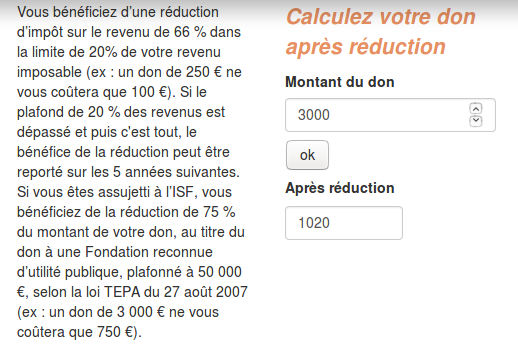 Vous bénéficiez d'une réduction
d'impôt sur le revenu de 66 % dans
la limite de 20% de votre revenu
imposable (ex : un don de 250 € ne
vous coûtera que 100 €). Si le
plafond de 20 % des revenus est
dépassé et puis c'est tout, le
bénéfice de la réduction peut être
reporté sur les 5 années suivantes.
Si vous êtes assujetti à l'ISF, vous
bénéficiez de la réduction de 75 %
du montant de votre don, au titre du
don à une Fondation reconnue
d'utilité publique, plafonné à 50 000
€, selon la loi TEPA du 27 août 2007
(ex : un don de 3 000 € ne vous
coûtera que 750 €).
Calculez votre don
après réduction
Montant du don
3000
ok
Après réduction
1020